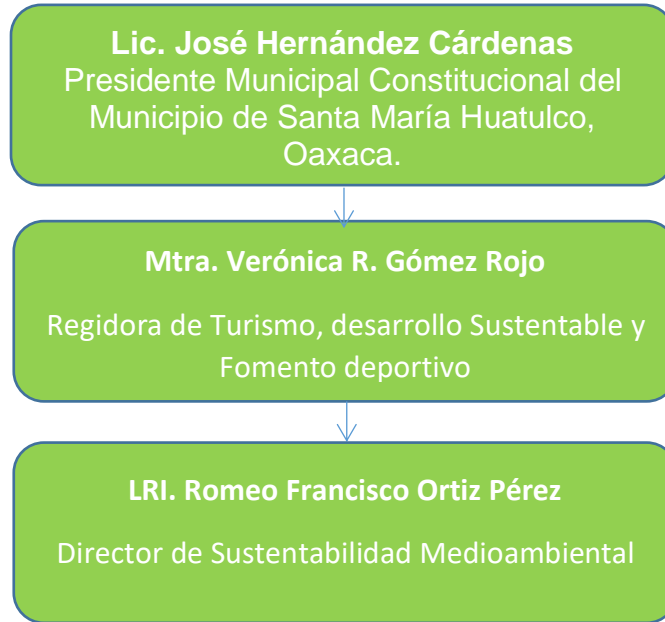 Lic. José Hernández Cárdenas
Presidente Municipal Constitucional del
Municipio de Santa María Huatulco,
Oaxaca.
Mtra. Verónica R. Gómez Rojo
Regidora de Turismo, desarrollo Sustentable y
Fomento deportivo
LRI. Romeo Francisco Ortiz Pérez
Director de Sustentabilidad Medioambiental